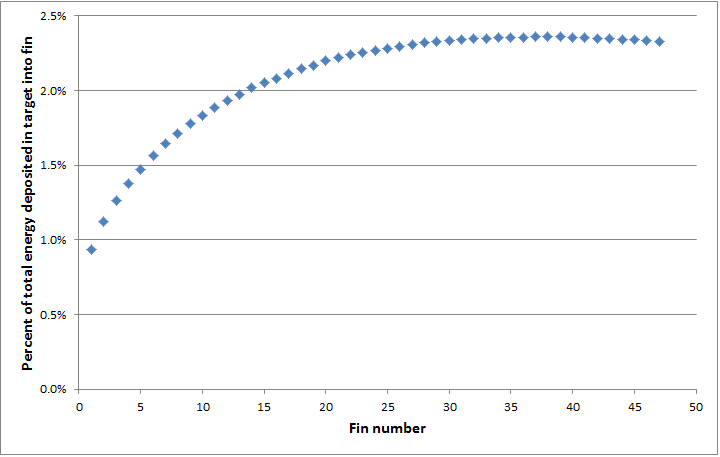 Percent of total energy deposited in target into fin
2.5%
2.0%
1.5%
1.0%
0.5%
0.0%
0 5 10 15 20 25 30 35 40 45 50
Fin number